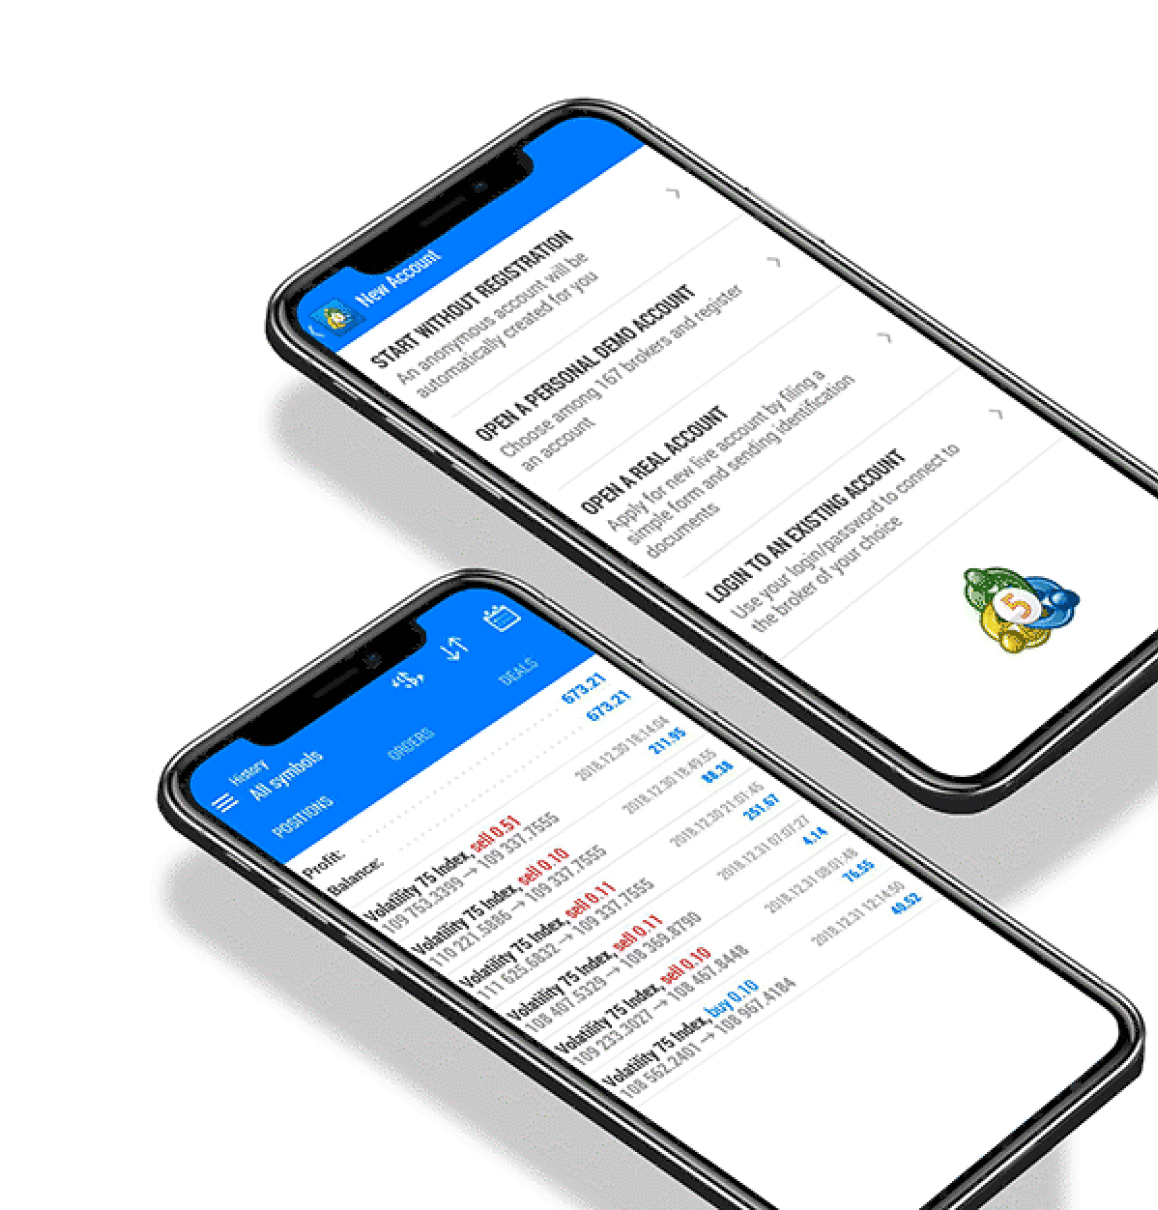 New Account
START WITHOUT REGISTRATION
An anonymous account will be
automatically created for you
OPEN A PERSONAL DEMO ACCOUNT
Choose among 167 brokers and register
an account
OPEN A REAL ACCOUNT
Apply for new live account by filing a
simple form and sending identification
documents
LOGIN TO AN EXISTING ACCOUNT
Use your login/password to connect to
the broker of your choice
5
History
All symbols
POSITIONS ORDERS DEALS
Profit: 673.21
Balance: 673.21
Volatility 75 Index, sell 0.51 2018.12.30 18:14:04
109 753.3399 → 109 337.7555 211.95
Volatility 75 Index, sell 0.10 2018.12.30 18:49:55
110 221.5886 → 109 337.7555 88.38
Volatility 75 Index, sell 0.11 2018.12.30 21:01:45
111 625.6832 → 109 337.7555 251.67
Volatility 75 Index, sell 0.11 2018.12.31 07:07:27
108 407.5329 → 108 369.8790 4.14
Volatility 75 Index, sell 0.10 2018.12.31 08:01:49
109 233.3027 → 108 467.8448 76.55
Volatility 75 Index, buy 0.10 2018.12.31 12:14:50
108 562.2401 → 108 967.4184 40.52